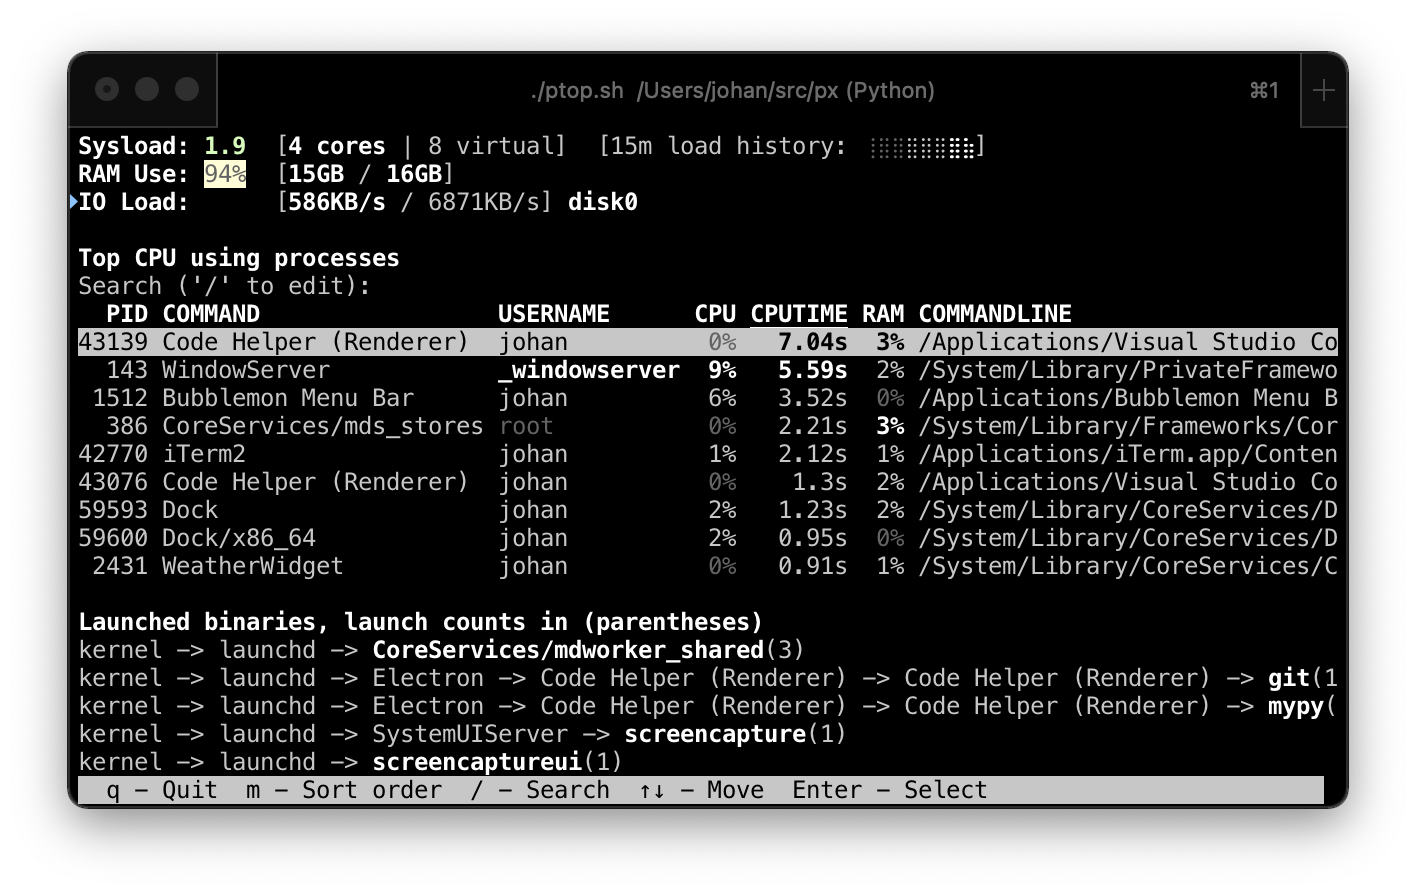 ./ptop.sh /Users/johan/src/px (Python) ⌘1 +
Sysload: 1.9 [4 cores | 8 virtual] [15m load history: ]
RAM Use: 94% [15GB / 16GB]
IO Load: [586KB/s / 6871KB/s] disk0
Top CPU using processes
Search ('/' to edit):
PID COMMAND USERNAME CPU CPUTIME RAM COMMANDLINE
43139 Code Helper (Renderer) johan 0% 7.04s 3% /Applications/Visual Studio Co
143 WindowServer _windowserver 9% 5.59s 2% /System/Library/PrivateFramewo
1512 Bubblemon Menu Bar johan 6% 3.52s 0% /Applications/Bubblemon Menu B
386 CoreServices/mds_stores root 0% 2.21s 3% /System/Library/Frameworks/Cor
42770 iTerm2 johan 1% 2.12s 1% /Applications/iTerm.app/Conten
43076 Code Helper (Renderer) johan 0% 1.3s 2% /Applications/Visual Studio Co
59593 Dock johan 2% 1.23s 2% /System/Library/CoreServices/D
59600 Dock/x86_64 johan 2% 0.95s 0% /System/Library/CoreServices/D
2431 WeatherWidget johan 0% 0.91s 1% /System/Library/CoreServices/C
Launched binaries, launch counts in (parentheses)
kernel -> launchd -> CoreServices/mdworker_shared(3)
kernel -> launchd -> Electron -> Code Helper (Renderer) -> Code Helper (Renderer) -> git(1
kernel -> launchd -> Electron -> Code Helper (Renderer) -> Code Helper (Renderer) -> mypy(
kernel -> launchd -> SystemUIServer -> screencapture(1)
kernel -> launchd -> screencaptureui(1)
q - Quit m - Sort order / - Search ↑↓ - Move Enter - Select